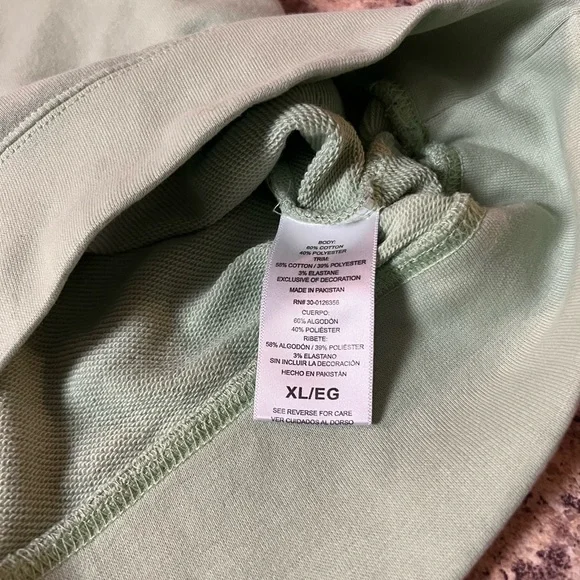 BODY:
60% COTTON
40% POLYESTER
TRIM:
58% COTTON / 39% POLYESTER
3% ELASTANE
EXCLUSIVE OF DECORATION
MADE IN PAKISTAN
RN# 30-0126358
CUERPO:
60% ALGODÓN
40% POLIÉSTER
RIBETE:
58% ALGODÓN / 39% POLIÉSTER
3% ELASTANO
SIN INCLUIR LA DECORACIÓN
HECHO EN PAKISTÁN
XL/EG
SEE REVERSE FOR CARE
VER CUIDADOS AL DORSO